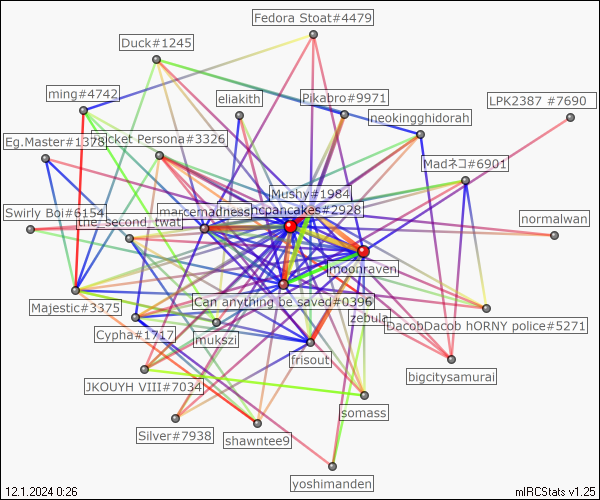 Fedora Stoat#4479
Duck#1245
ming#4742
eliakith
Pikabro#9971
LPK2387 #7690
neokingghidorah
Eg.Master#1378
icket Persona#3326
Madネコ#6901
Mushy#1984
Swirly Boi#6154
marcemadness
hcpancakes#2928
normalwan
the_second_twat
moonraven
Majestic#3375
Can anything be saved#0396
zebula
DacobDacob hORNY police#5271
Cypha#1717
mukszi
frisout
bigcitysamurai
JKOUYH VIII#7034
somass
Silver#7938
shawntee9
yoshimanden
12.1.2024 0:26
mIRCStats v1.25